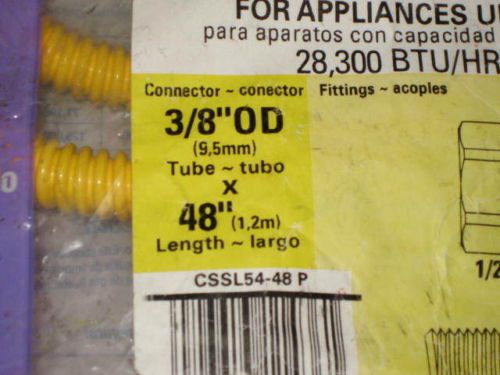 FOR APPLIANCES U
para aparatos con capacidad
28,300 BTU/HR
Connector ~ conector
Fittings ~ acoples
3/8"OD
(9,5mm)
Tube ~ tubo
X
48" (1,2m)
Length ~ largo
1/2
CSSL54-48 P